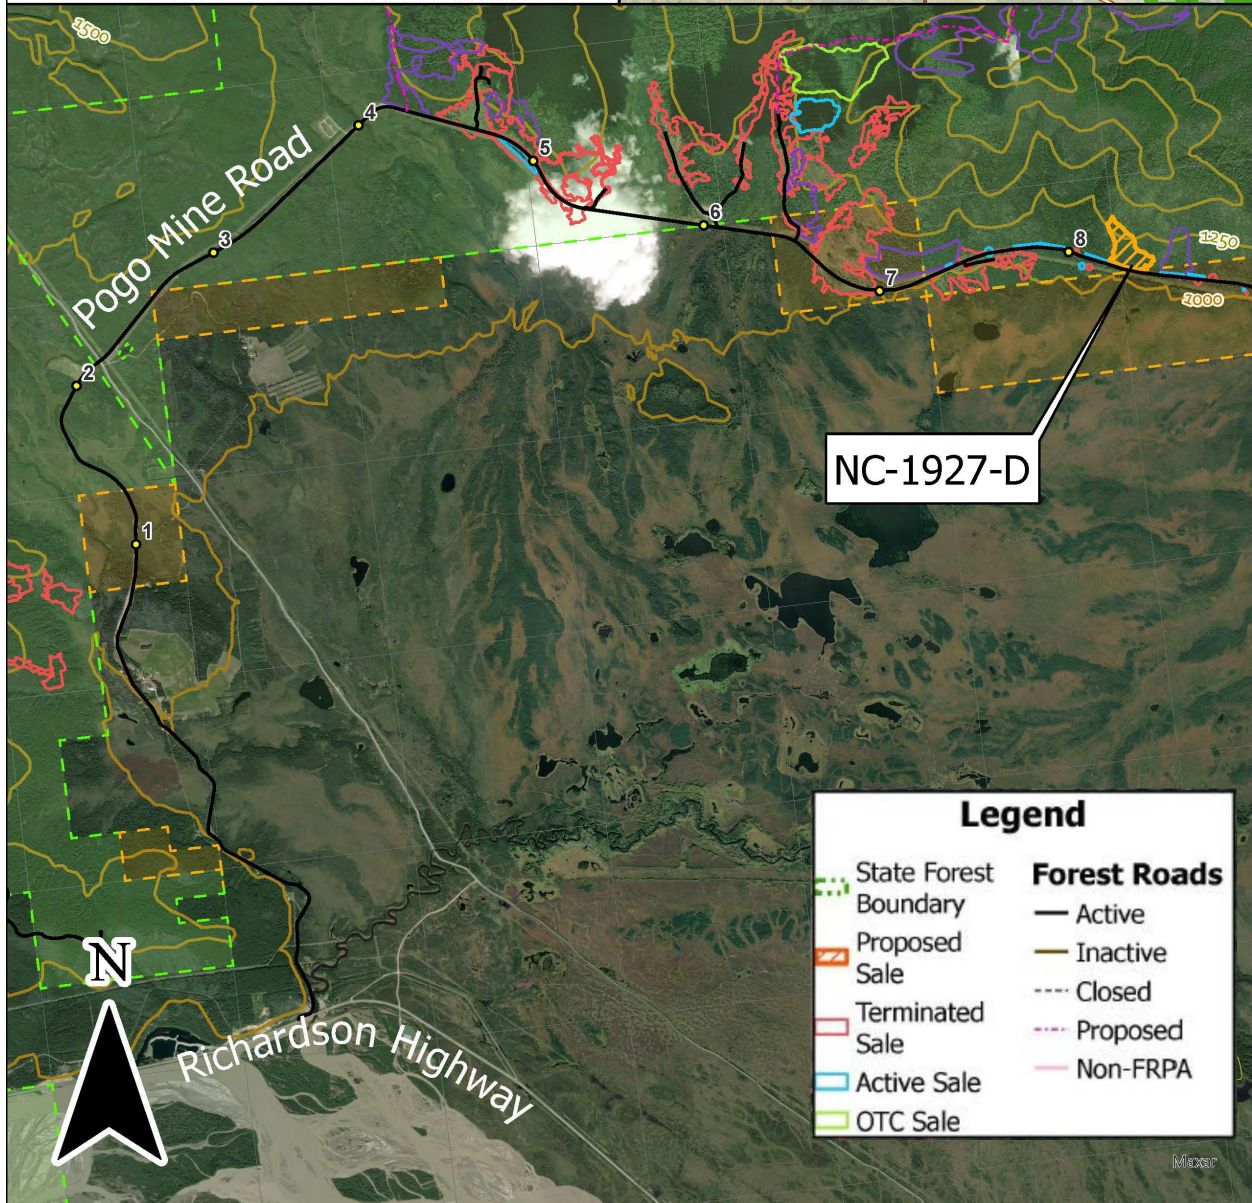 1500
4
5
Pogo Mine Road
3
6
8
1250
7
1000
2
NC-1927-D
1
Legend
State Forest
Boundary
Proposed
Sale
Terminated
Sale
Active Sale
OTC Sale
Forest Roads
Active
Inactive
Closed
Proposed
Non-FRPA
N
Richardson Highway
Maxar